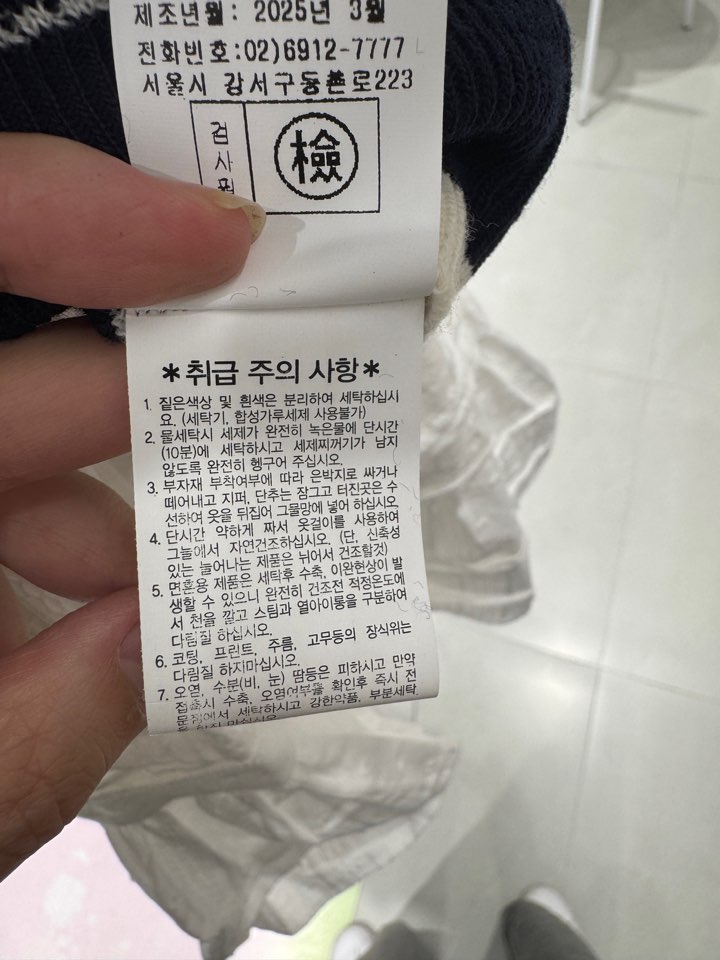 제조년월: 2025년 3월
전화번호:02)6912-7777
서울시 강서구등촌로223
검사필
檢
*취급 주의 사항*
1. 짙은색상 및 흰색은 분리하여 세탁하십시
요. (세탁기, 합성가루세제 사용불가)
2. 물세탁시 세제가 완전히 녹은물에 단시간
(10분)에 세탁하시고 세제찌꺼기가 남지
않도록 완전히 헹구어 주십시오.
3. 부자재 부착여부에 따라 은박지로 싸거나
떼어내고 지퍼, 단추는 잠그고 터진곳은 수
선하여 옷을 뒤집어 그물망에 넣어 하십시오.
4. 단시간 약하게 짜서 옷걸이를 사용하여
그늘에서 자연건조하십시오. (단, 신축성
있는 늘어나는 제품은 뉘어서 건조할것)
5. 면혼용 제품은 세탁후 수축, 이완현상이 발
생할 수 있으니 완전히 건조전 적정온도에
서 천을 깔고 스팀과 열아이롱을 구분하여
다림질 하십시오.
6. 코팅, 프린트, 주름, 고무등의 장식위는
다림질 하지마십시오.
7. 오염, 수분(비, 눈) 땀등은 피하시고 만약
접촉시 수축, 오염여부를 확인후 즉시 전
문점에서 세탁하시고 강한약품, 부분세탁